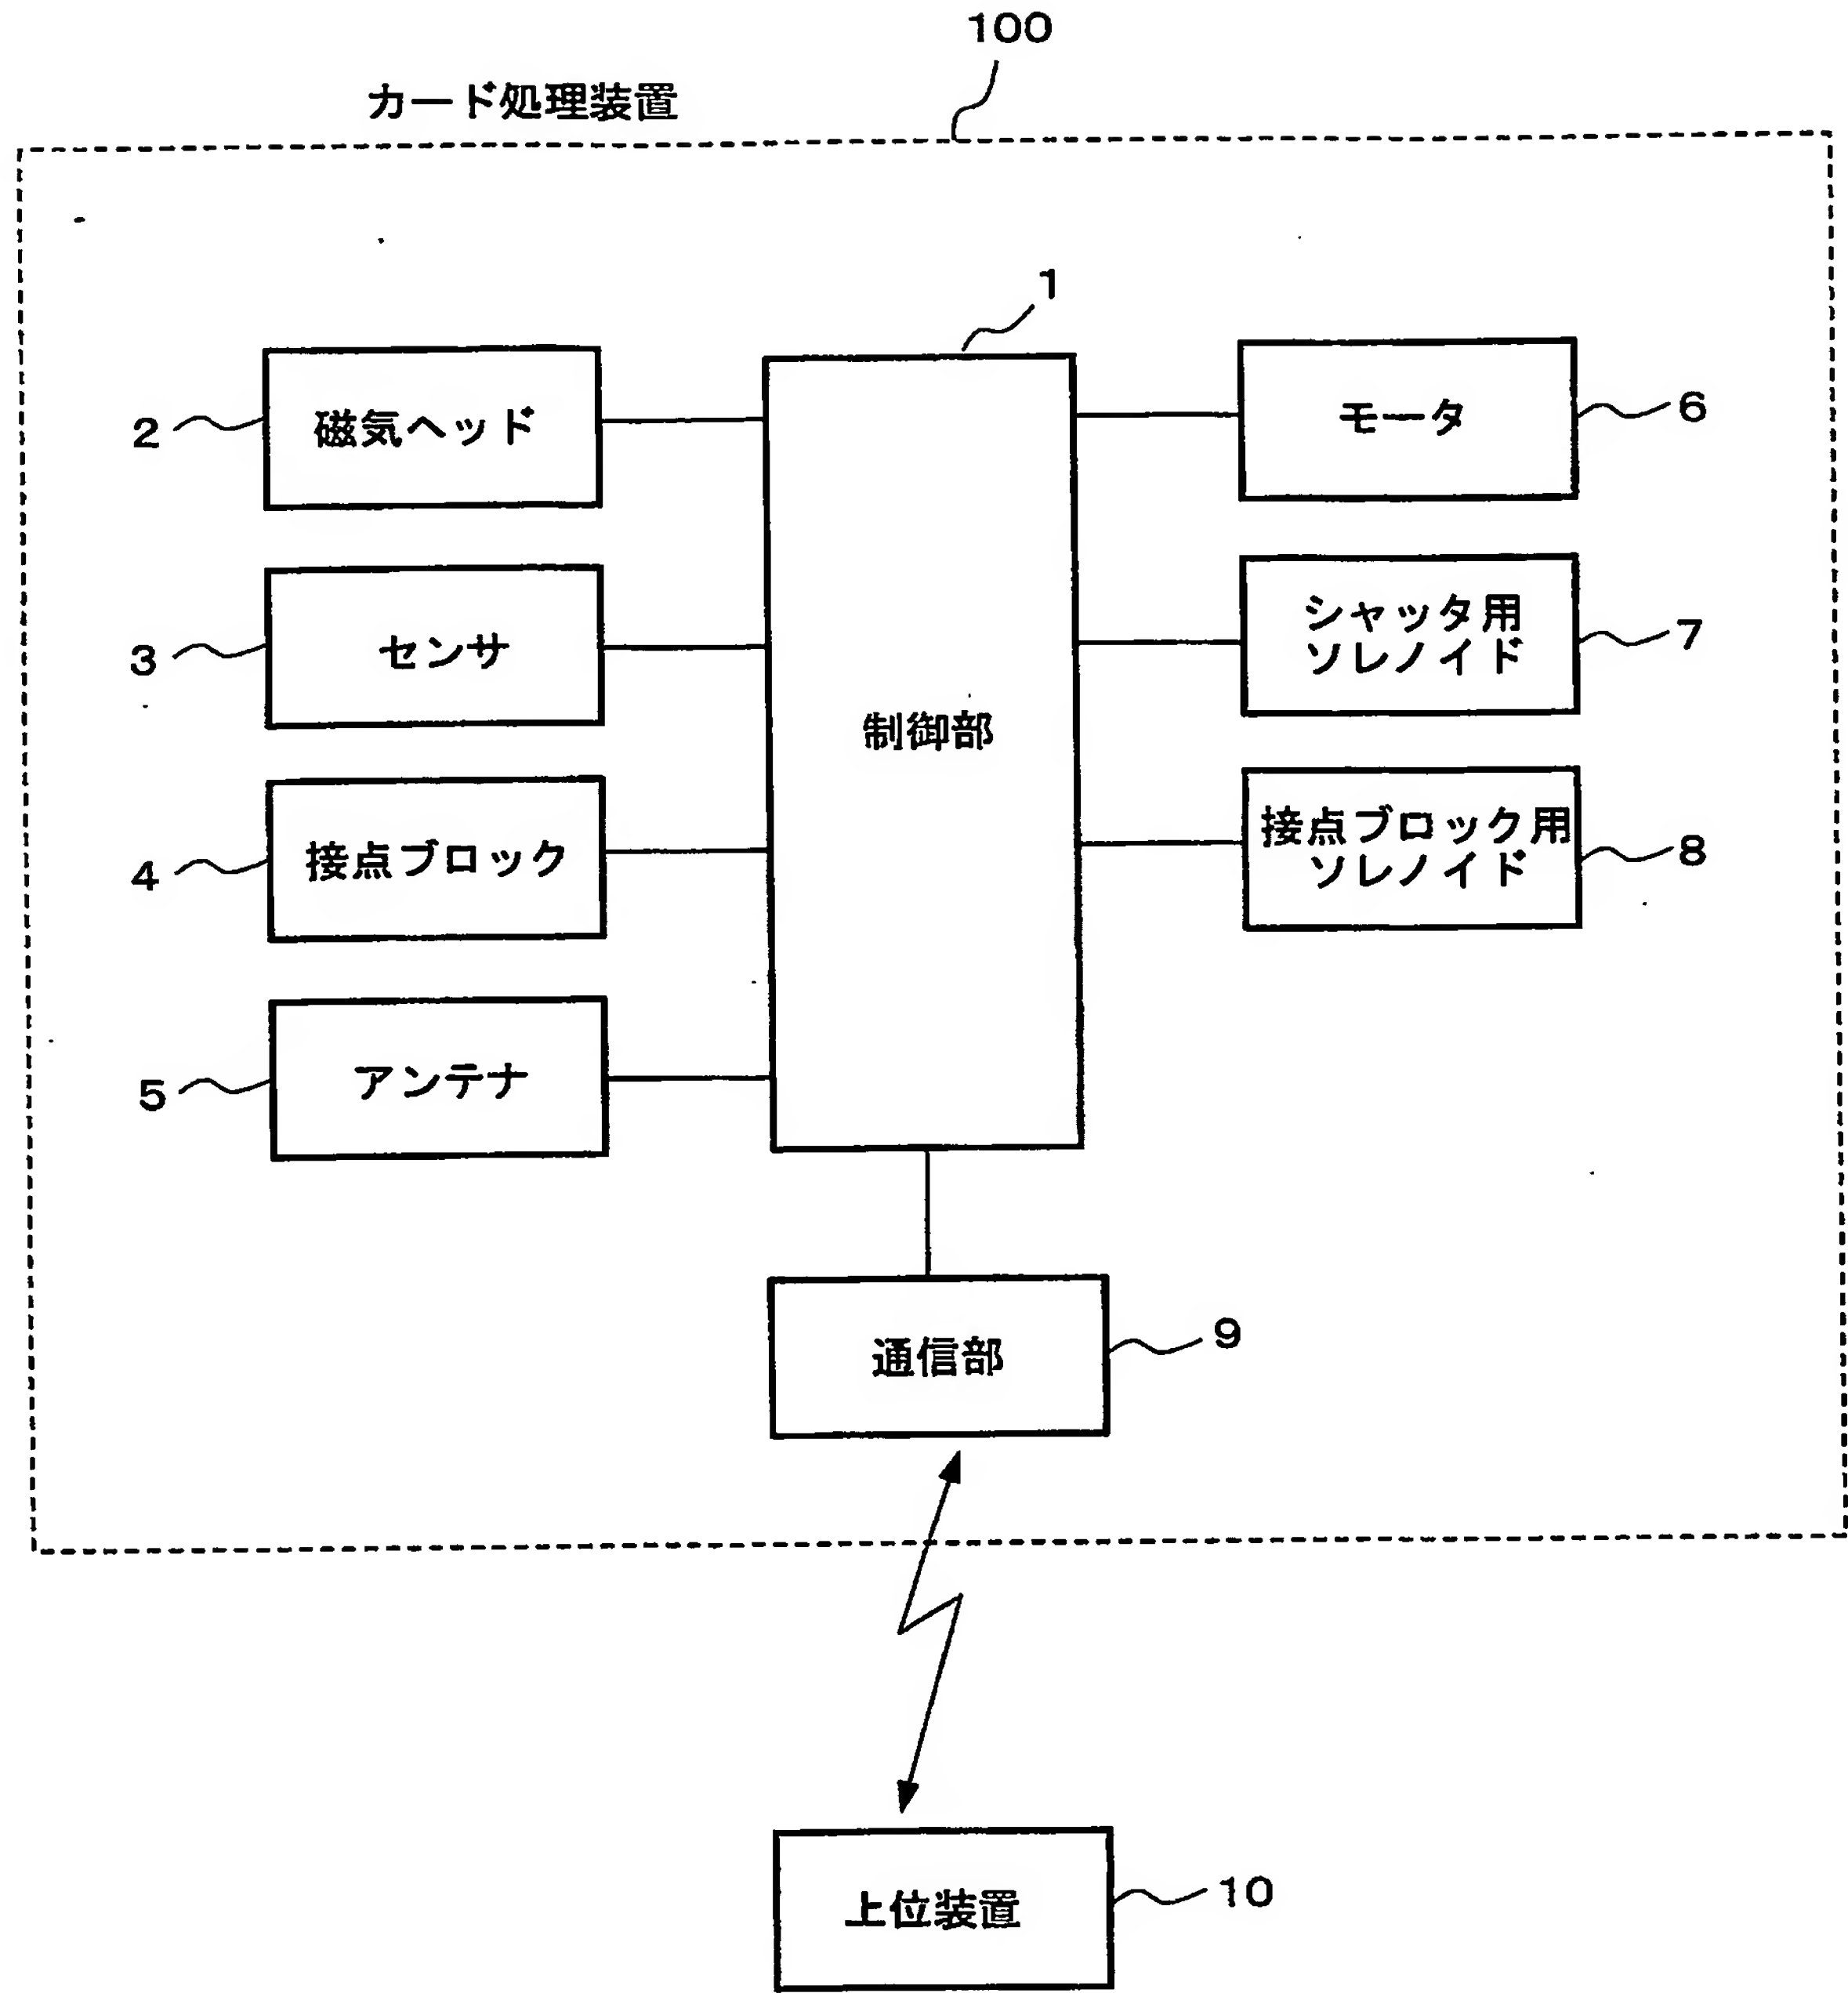 100
カード処理装置
1
2
磁気ヘッド
モータ
6
3
センサ
シャッタ用
ソレノイド
7
制御部
4
接点ブロック
接点ブロック用
ソレノイド
8
5
アンテナ
通信部
9
上位装置
10